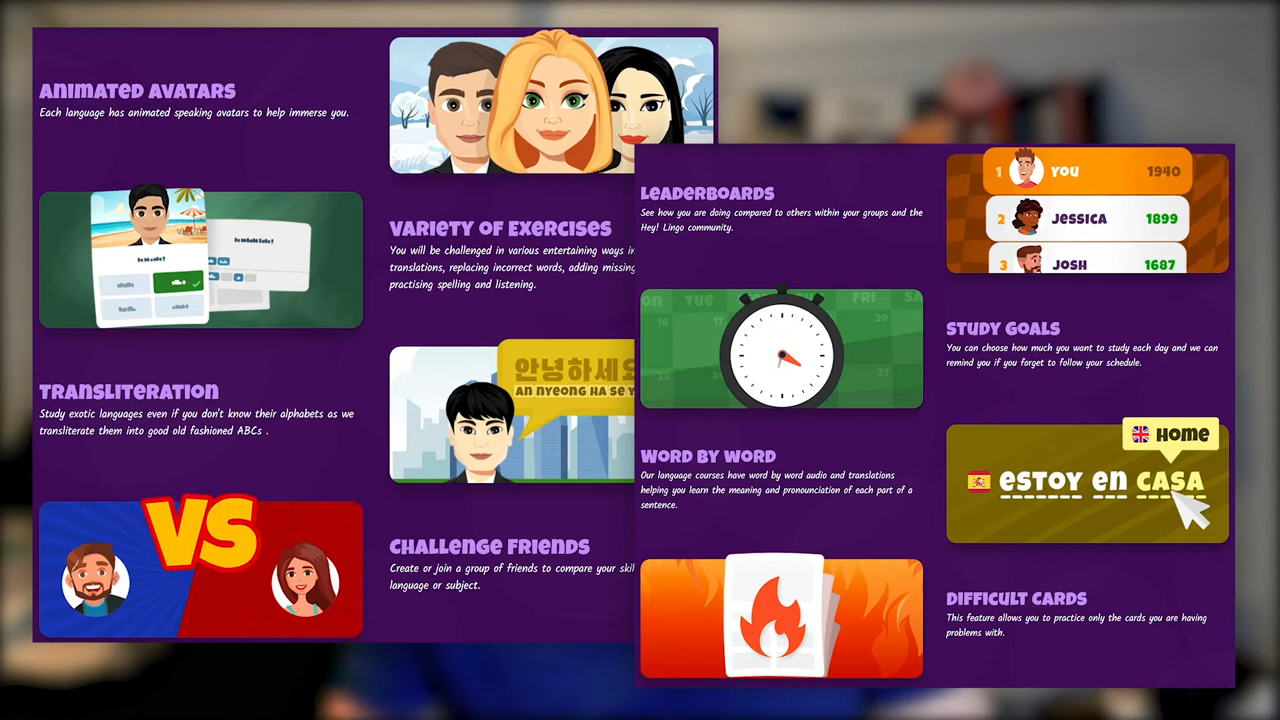 ANIMATED AVATARS
Each language has animated speaking avatars to help immerse you.
VARIETY OF EXERCISES
You will be challenged in various entertaining ways in
translations, replacing incorrect words, adding missing
practising spelling and listening.
TRANSLITERATION
Study exotic languages even if you don't know their alphabets as we
transliterate them into good old fashioned ABCs .
안녕하세요
AN NYEONG HA SE Y
VS
CHALLENGE FRIENDS
Create or join a group of friends to compare your skil
language or subject.
LEADERBOARDS
See how you are doing compared to others within your groups and the
Hey! Lingo community.
1 YOU 1940
2 JESSICA 1899
3 JOSH 1687
TUE
FRI
SA
16
17
20
27
STUDY GOALS
You can choose how much you want to study each day and we can
remind you if you forget to follow your schedule.
WORD BY WORD
Our language courses have word by word audio and translations
helping you learn the meaning and pronounciation of each part of a
sentence.
HOME
ESTOY EN CASA
DIFFICULT CARDS
This feature allows you to practice only the cards you are having
problems with.